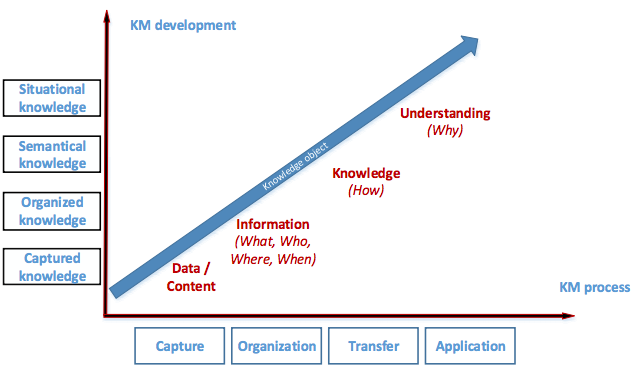 KM development
Situational
knowledge
Semantical
knowledge
Organized
knowledge
Captured
knowledge
Understanding
(Why)
Knowledge object
Knowledge
(How)
Information
(What, Who,
Where, When)
Data /
Content
KM process
Capture
Organization
Transfer
Application